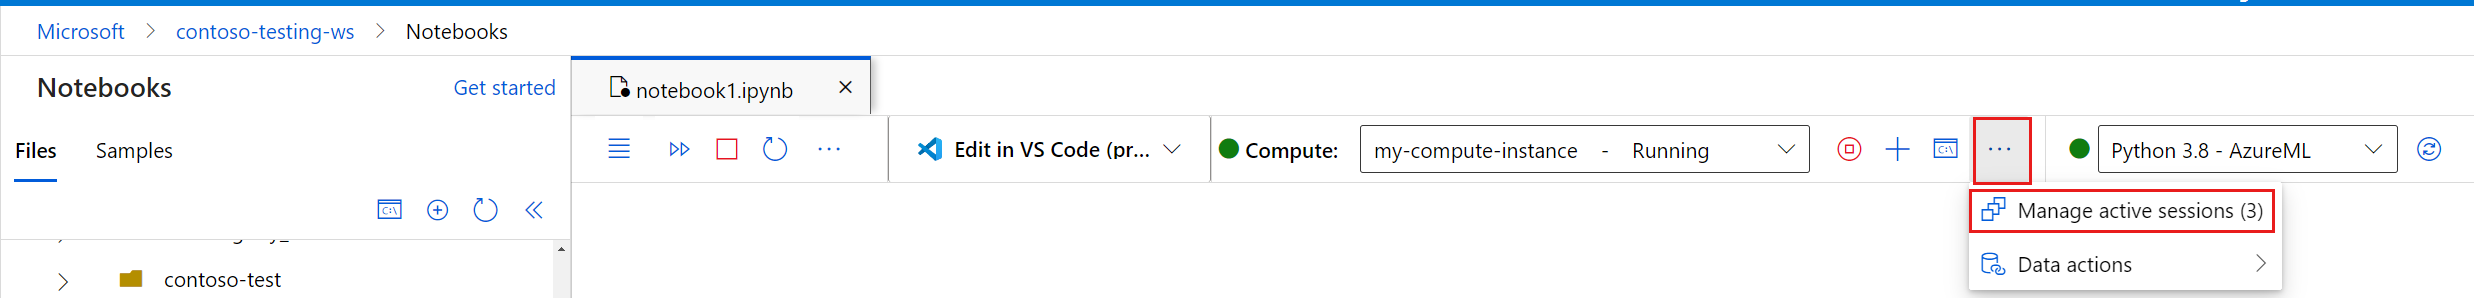 Microsoft > contoso-testing-ws > Notebooks
Notebooks
Get started
notebook1.ipynb
Files
Samples
Edit in VS Code (pr...
Compute:
my-compute-instance - Running
Python 3.8 - AzureML
Manage active sessions (3)
Data actions
contoso-test